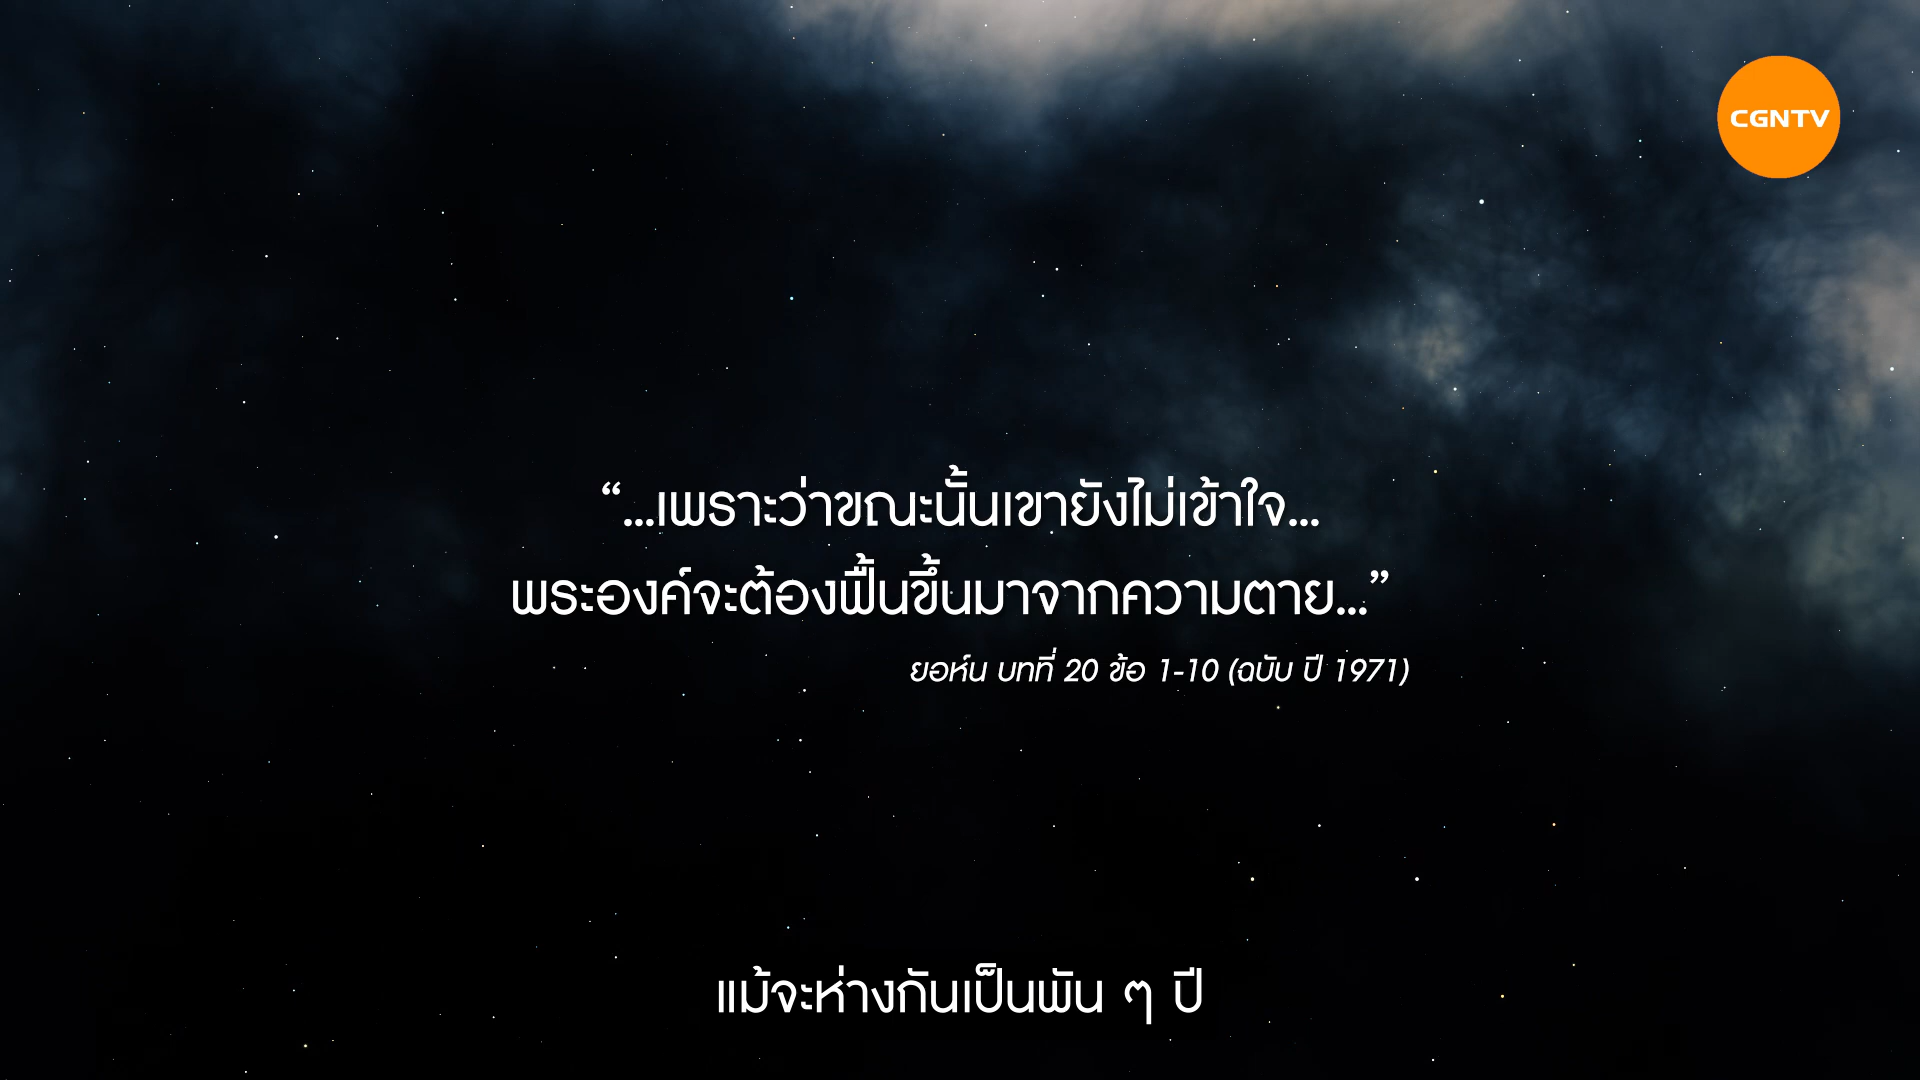 CGNTV
“...เพราะว่าขณะนั้นเขายังไม่เข้าใจ...
พระองค์จะต้องฟื้นขึ้นมาจากความตาย...”
ยอห์น บทที่ 20 ข้อ 1-10 (ฉบับ ปี 1971)
แม้จะห่างกันเป็นพัน ๆ ปี